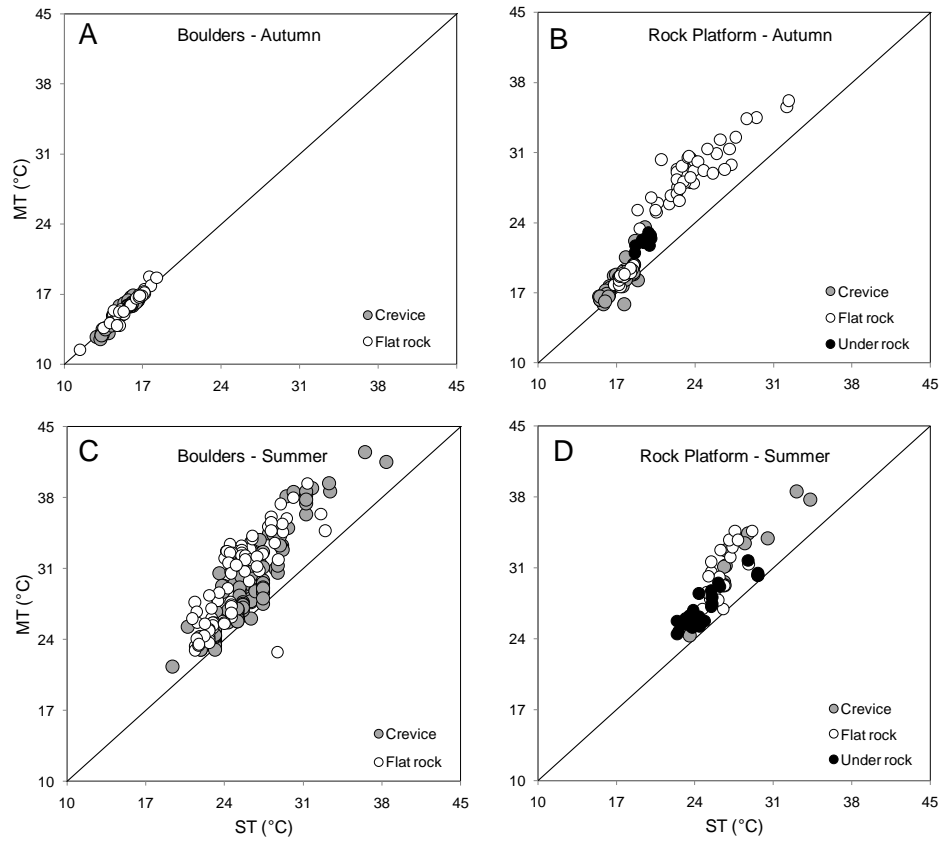 A
Boulders - Autumn
45
38
31
24
17
10
10 17 24 31 38 45
MT (°C)
Crevice
Flat rock
B
Rock Platform - Autumn
45
38
31
24
17
10
10 17 24 31 38 45
Crevice
Flat rock
Under rock
C
Boulders - Summer
45
38
31
24
17
10
10 17 24 31 38 45
MT (°C)
ST (°C)
Crevice
Flat rock
D
Rock Platform - Summer
45
38
31
24
17
10
10 17 24 31 38 45
ST (°C)
Crevice
Flat rock
Under rock